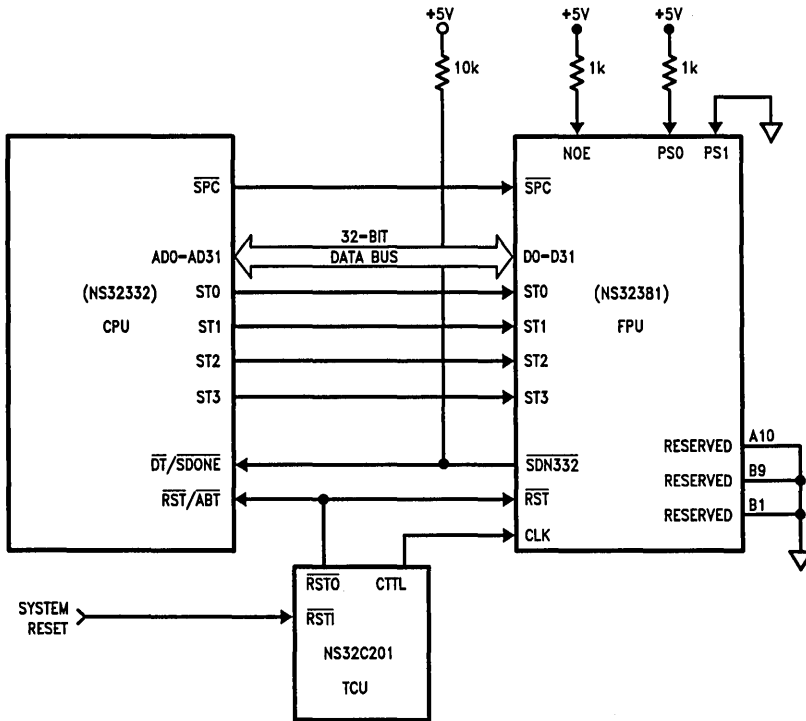 +5V
+5V
+5V
10k
1k
1k
NOE
PS0
PS1
SPC
SPC
32-BIT
DATA BUS
AD0-AD31
D0-D31
(NS32332)
CPU
(NS32381)
FPU
ST0
ST0
ST1
ST1
ST2
ST2
ST3
ST3
RESERVED
A10
RESERVED
B9
RESERVED
B1
DT/SDONE
SDN332
RST/ABT
RST
CLK
RSTO
CTTL
SYSTEM
RESET
RSTI
NS32C201
TCU